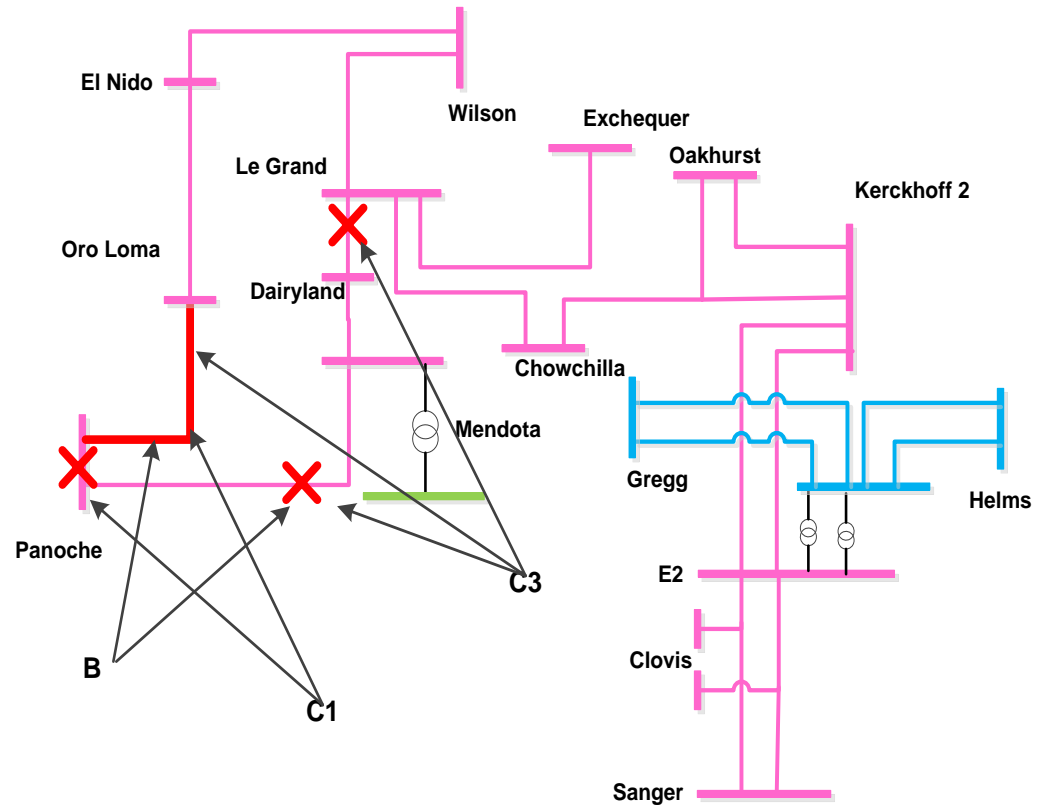 El Nido
Wilson
Exchequer
Le Grand
Oakhurst
Kerckhoff 2
Oro Loma
Dairyland
Chowchilla
Mendota
Gregg
Helms
Panoche
E2
C3
B
Clovis
C1
Sanger